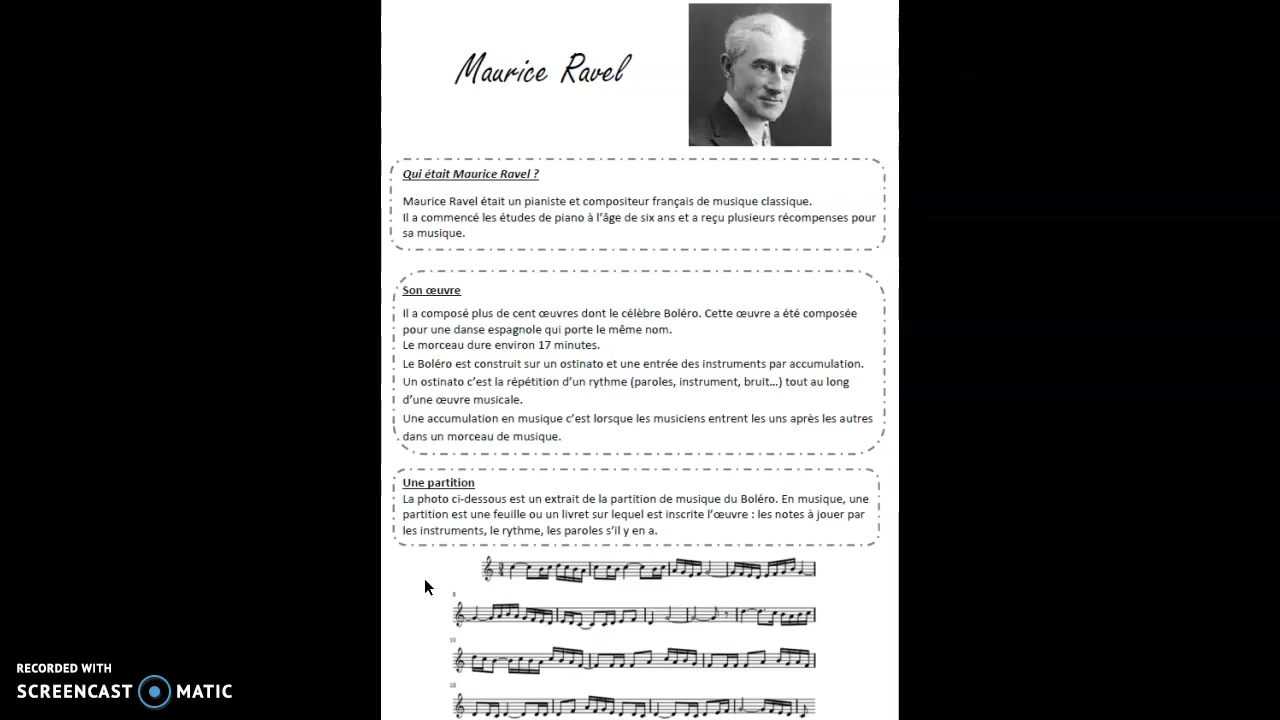 Maurice Ravel
Qui était Maurice Ravel ?
Maurice Ravel était un pianiste et compositeur français de musique classique.
Il a commencé les études de piano à l'âge de six ans et a reçu plusieurs récompenses pour
sa musique.
Son œuvre
Il a composé plus de cent œuvres dont le célèbre Boléro. Cette œuvre a été composée
pour une danse espagnole qui porte le même nom.
Le morceau dure environ 17 minutes.
Le Boléro est construit sur un ostinato et une entrée des instruments par accumulation.
Un ostinato c'est la répétition d'un rythme (paroles, instrument, bruit…) tout au long
d'une œuvre musicale.
Une accumulation en musique c'est lorsque les musiciens entrent les uns après les autres
dans un morceau de musique.
Une partition
La photo ci-dessous est un extrait de la partition de musique du Boléro. En musique, une
partition est une feuille ou un livret sur lequel est inscrite l'œuvre : les notes à jouer par
les instruments, le rythme, les paroles s'il y en a.
RECORDED WITH
SCREENCAST MATIC